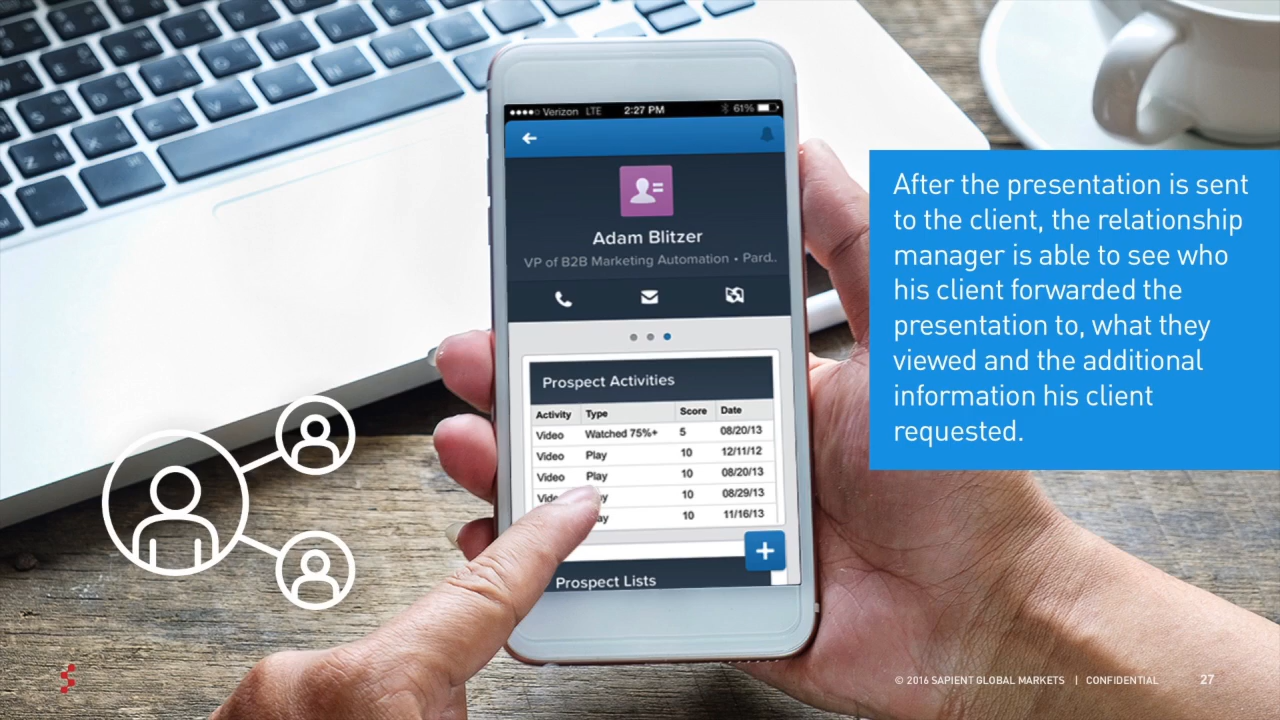 Verizon LTE 2:27 PM 61%
Adam Blitzer
VP of B2B Marketing Automation • Pard..
Prospect Activities
Activity Type Score Date
Video Watched 75%+ 5 08/20/13
Video Play 10 12/11/12
Video Play 10 08/20/13
10 08/29/13
10 11/16/13
+
Prospect Lists
After the presentation is sent
to the client, the relationship
manager is able to see who
his client forwarded the
presentation to, what they
viewed and the additional
information his client
requested.
© 2016 SAPIENT GLOBAL MARKETS | CONFIDENTIAL 27